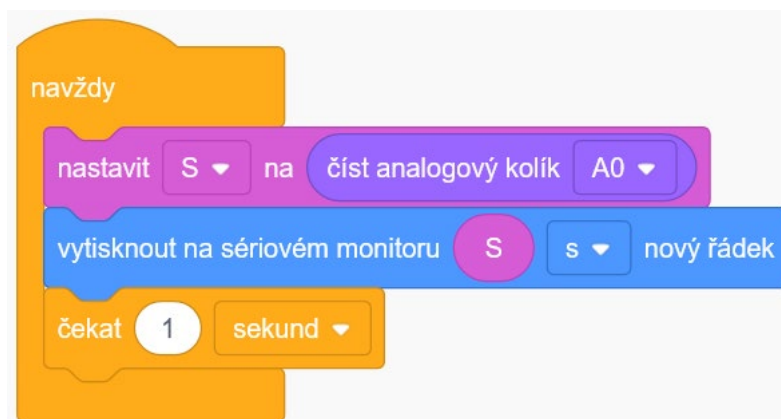 navždy
nastavit S na číst analogový kolík A0
vytisknout na sériovém monitoru S s nový řádek
čekat 1 sekund